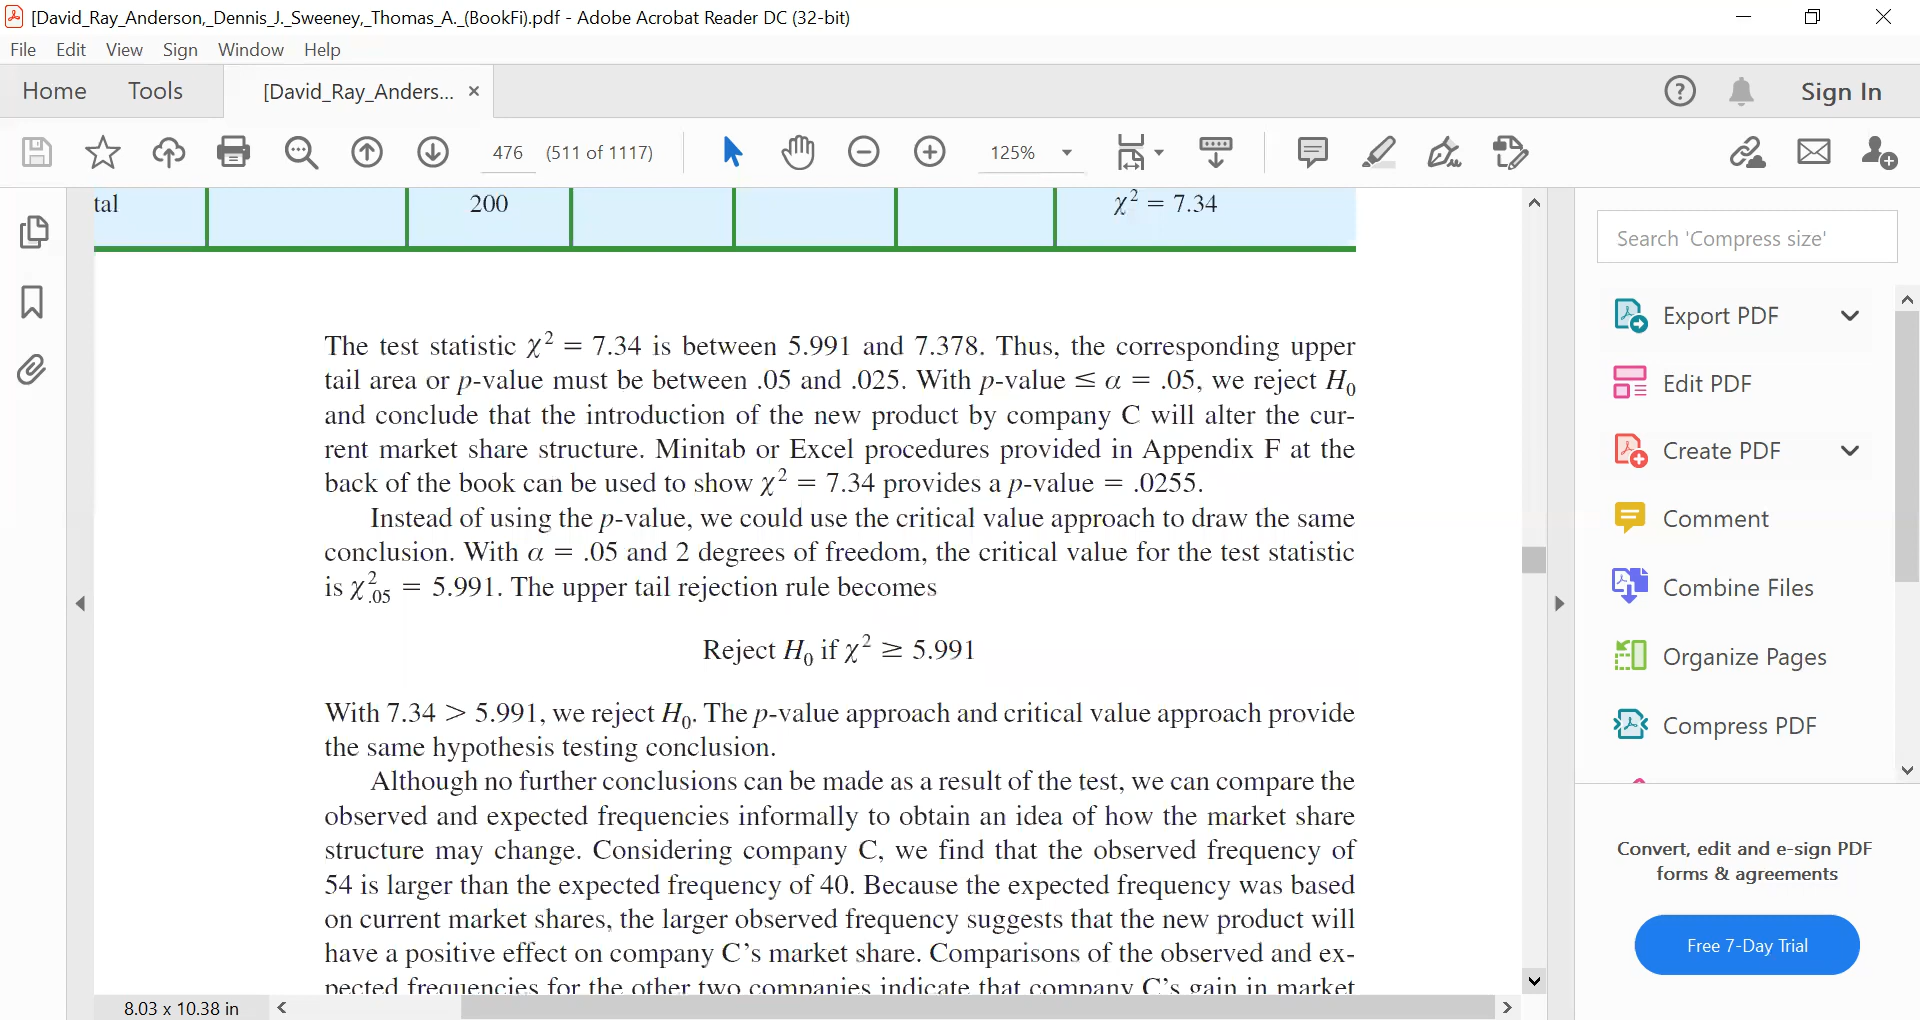 [David_Ray_Anderson,_Dennis_J._Sweeney,_Thomas_A._(BookFi).pdf - Adobe Acrobat Reader DC (32-bit)
File Edit View Sign Window Help
Home Tools [David_Ray_Anders... × Sign In
476 (511 of 1117) 125%
tal 200 χ² = 7.34
The test statistic χ² = 7.34 is between 5.991 and 7.378. Thus, the corresponding upper
tail area or p-value must be between .05 and .025. With p-value ≤ α = .05, we reject H₀
and conclude that the introduction of the new product by company C will alter the cur-
rent market share structure. Minitab or Excel procedures provided in Appendix F at the
back of the book can be used to show χ² = 7.34 provides a p-value = .0255.
Instead of using the p-value, we could use the critical value approach to draw the same
conclusion. With α = .05 and 2 degrees of freedom, the critical value for the test statistic
is χ².05 = 5.991. The upper tail rejection rule becomes
Reject H₀ if χ² ≥ 5.991
With 7.34 > 5.991, we reject H₀. The p-value approach and critical value approach provide
the same hypothesis testing conclusion.
Although no further conclusions can be made as a result of the test, we can compare the
observed and expected frequencies informally to obtain an idea of how the market share
structure may change. Considering company C, we find that the observed frequency of
54 is larger than the expected frequency of 40. Because the expected frequency was based
on current market shares, the larger observed frequency suggests that the new product will
have a positive effect on company C’s market share. Comparisons of the observed and ex-
pected frequencies for the other two companies indicate that company C’s gain in market
8.03 x 10.38 in
Search 'Compress size'
Export PDF
Edit PDF
Create PDF
Comment
Combine Files
Organize Pages
Compress PDF
Convert, edit and e-sign PDF
forms & agreements
Free 7-Day Trial